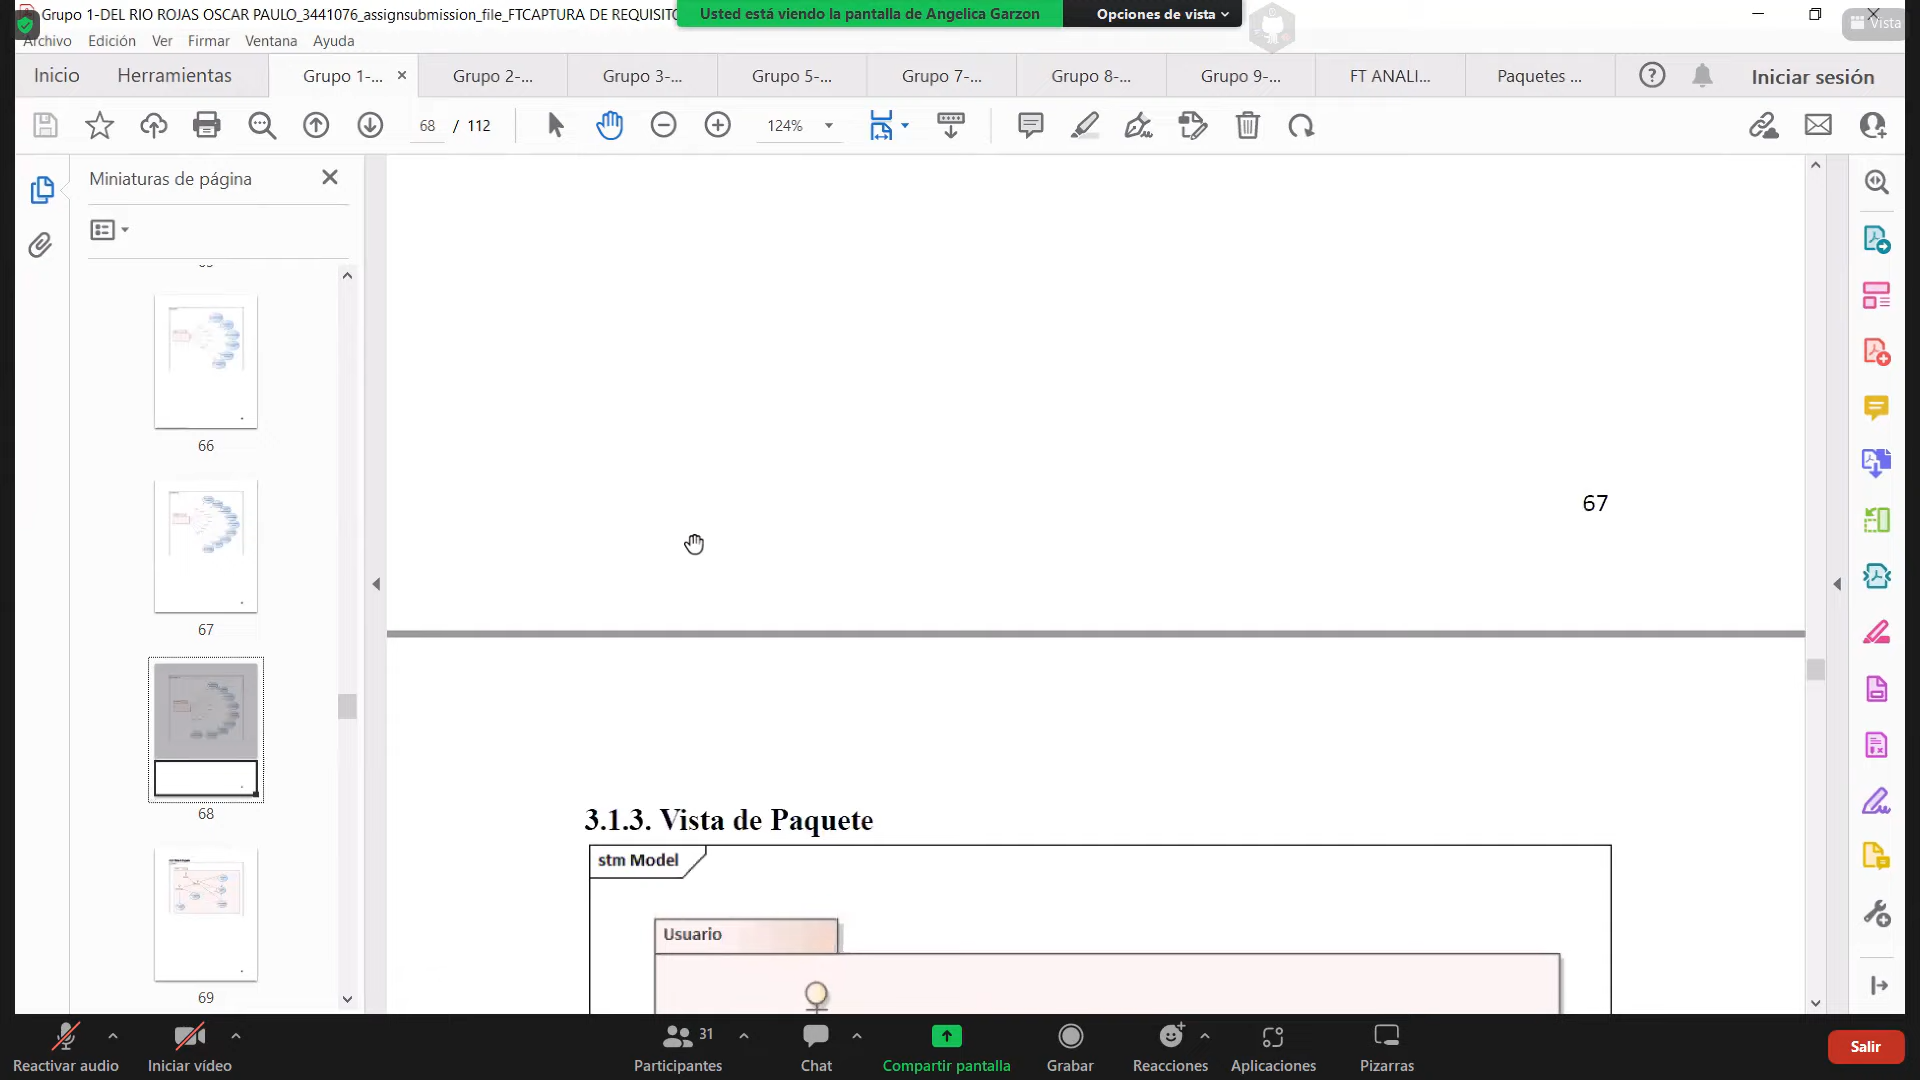 Grupo 1-DEL RIO ROJAS OSCAR PAULO_3441076_assignsubmission_file_FTCAPTURA DE REQUISITO
Usted está viendo la pantalla de Angelica Garzon
Opciones de vista
Vista
Archivo Edición Ver Firmar Ventana Ayuda
Inicio Herramientas Grupo 1-... Grupo 2-... Grupo 3-... Grupo 5-... Grupo 7-... Grupo 8-... Grupo 9-... FT ANALI... Paquetes ... Iniciar sesión
68 / 112 124%
Miniaturas de página
66
67
68
69
67
3.1.3. Vista de Paquete
stm Model
Usuario
31
Reactivar audio Iniciar vídeo Participantes Chat Compartir pantalla Grabar Reacciones Aplicaciones Pizarras Salir